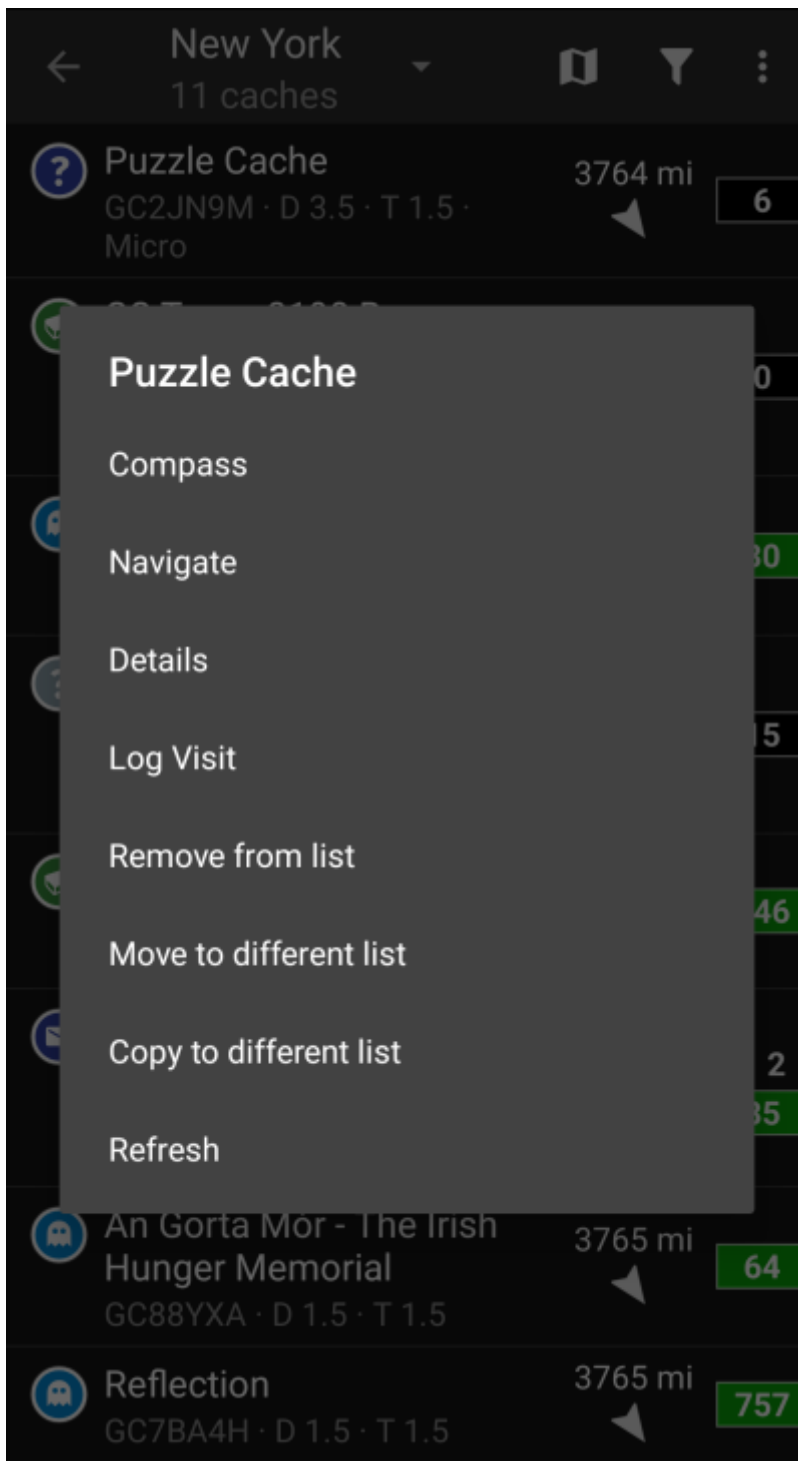 New York
11 caches
Puzzle Cache
3764 mi
6
GC2JN9M · D 3.5 · T 1.5 ·
Micro
Puzzle Cache
Compass
Navigate
Details
Log Visit
Remove from list
Move to different list
Copy to different list
Refresh
2
An Gorta Mór - The Irish
Hunger Memorial
3765 mi
64
GC88YXA · D 1.5 · T 1.5
Reflection
3765 mi
757
GC7BA4H · D 1.5 · T 1.5